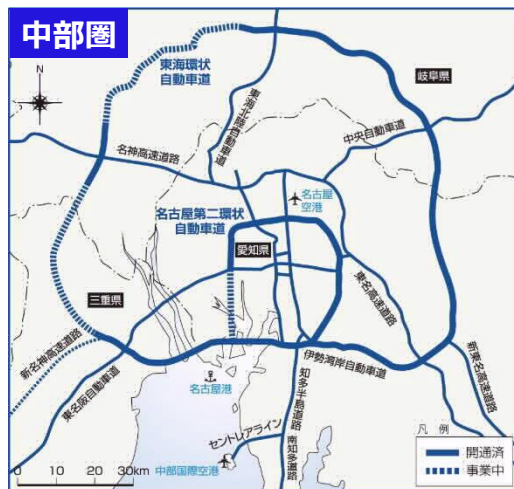 中部圏
N
東海環状
自動車道
岐阜県
東海北陸自動車道
中央自動車道
名神高速道路
名古屋
空港
名古屋第二環状
自動車道
愛知県
東名高速道路
三重県
新名神高速道路
東名阪自動車道
伊勢湾岸自動車道
新東名高速道路
名古屋港
知多半島道路
セントレアライン
南知多道路
中部国際空港
凡 例
開通済
事業中
0 10 20 30km